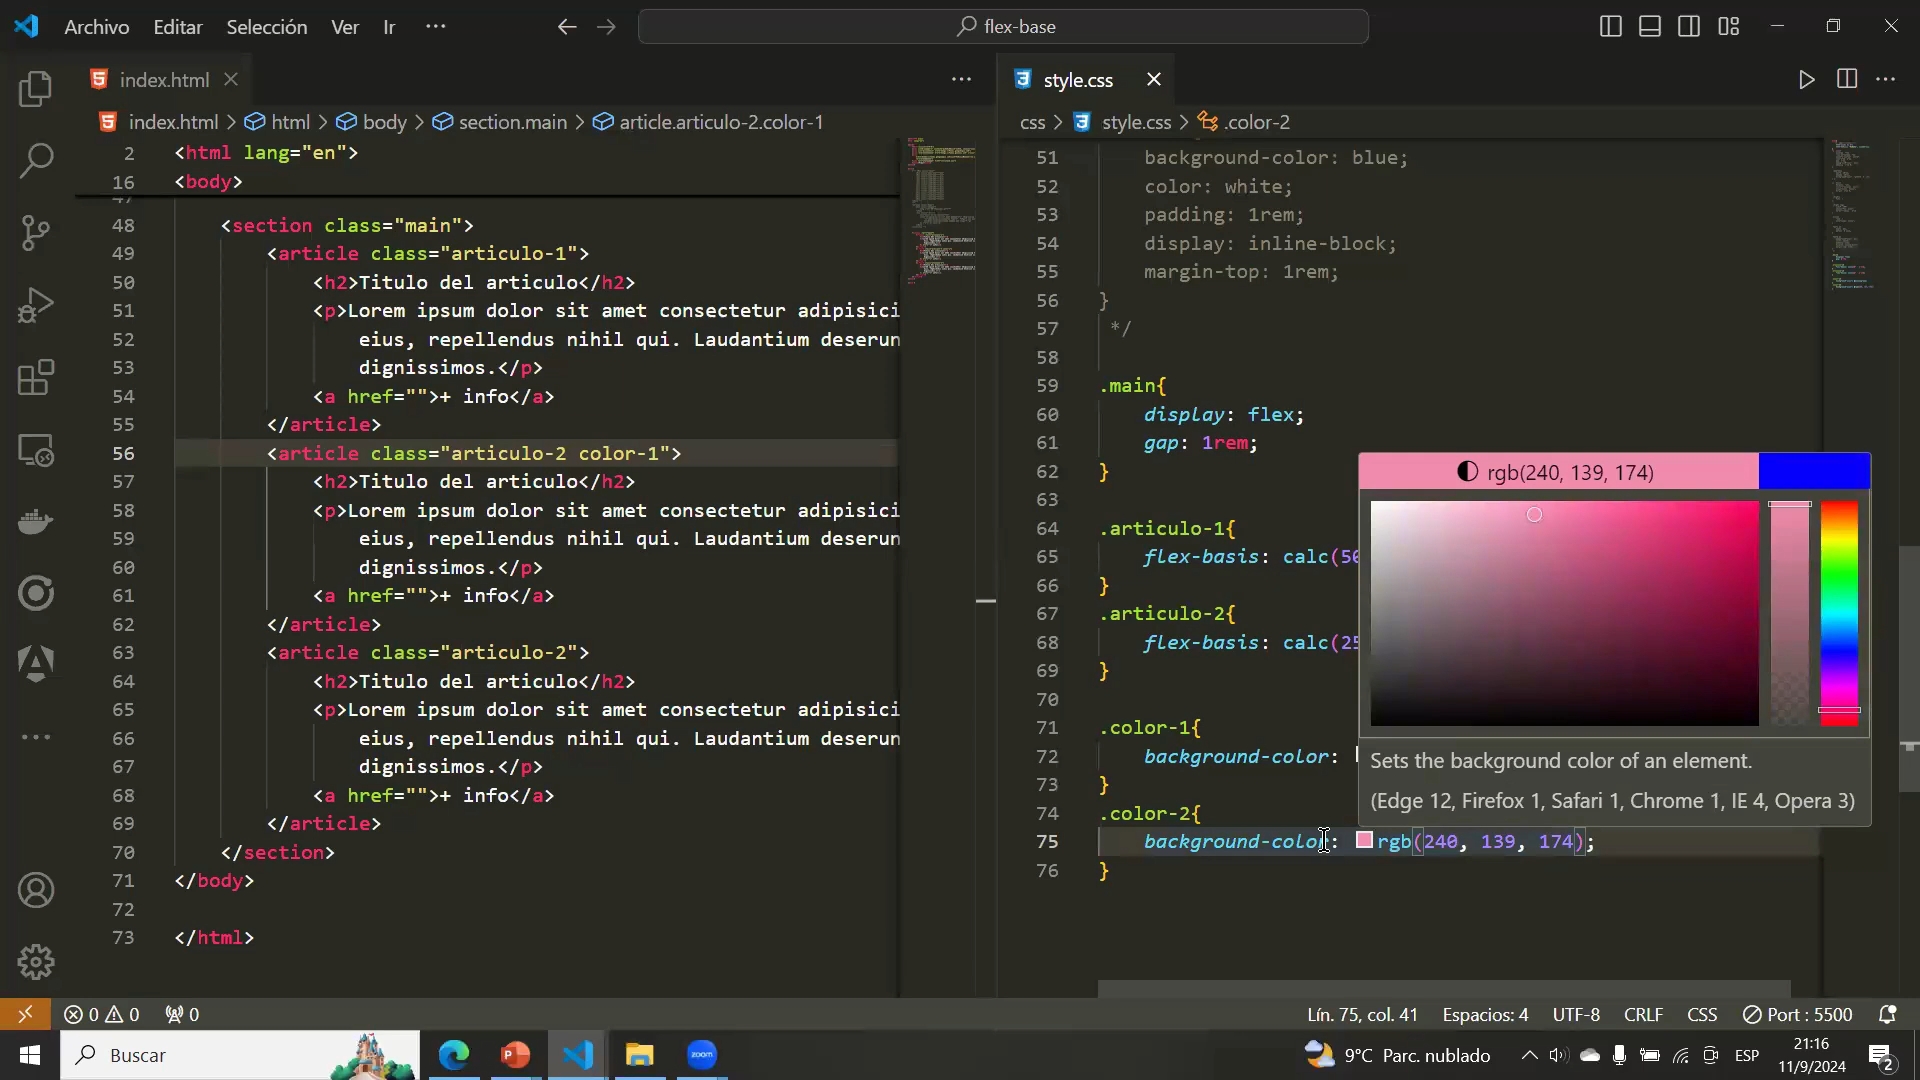 Archivo Editar Selección Ver Ir ··· flex-base
index.html
index.html > html > body > section.main > article.articulo-2.color-1
2 <html lang="en">
16 <body>
48 <section class="main">
49 <article class="articulo-1">
50 <h2>Titulo del articulo</h2>
51 <p>Lorem ipsum dolor sit amet consectetur adipisici
52 eius, repellendus nihil qui. Laudantium deserun
53 dignissimos.</p>
54 <a href="">+ info</a>
55 </article>
56 <article class="articulo-2 color-1">
57 <h2>Titulo del articulo</h2>
58 <p>Lorem ipsum dolor sit amet consectetur adipisici
59 eius, repellendus nihil qui. Laudantium deserun
60 dignissimos.</p>
61 <a href="">+ info</a>
62 </article>
63 <article class="articulo-2">
64 <h2>Titulo del articulo</h2>
65 <p>Lorem ipsum dolor sit amet consectetur adipisici
66 eius, repellendus nihil qui. Laudantium deserun
67 dignissimos.</p>
68 <a href="">+ info</a>
69 </article>
70 </section>
71 </body>
72
73 </html>
style.css
css > style.css > .color-2
51 background-color: blue;
52 color: white;
53 padding: 1rem;
54 display: inline-block;
55 margin-top: 1rem;
56 }
57 */
58
59 .main{
60 display: flex;
61 gap: 1rem;
62 }
63
64 .articulo-1{
65 flex-basis: calc(50
66 }
67 .articulo-2{
68 flex-basis: calc(25
69 }
70
71 .color-1{
72 background-color:
73 }
74 .color-2{
75 background-color: rgb(240, 139, 174);
76 }
rgb(240, 139, 174)
Sets the background color of an element.
(Edge 12, Firefox 1, Safari 1, Chrome 1, IE 4, Opera 3)
0 0 0
Lín. 75, col. 41 Espacios: 4 UTF-8 CRLF CSS Port : 5500
Buscar
zoom
9°C Parc. nublado ESP
21:16
11/9/2024
2